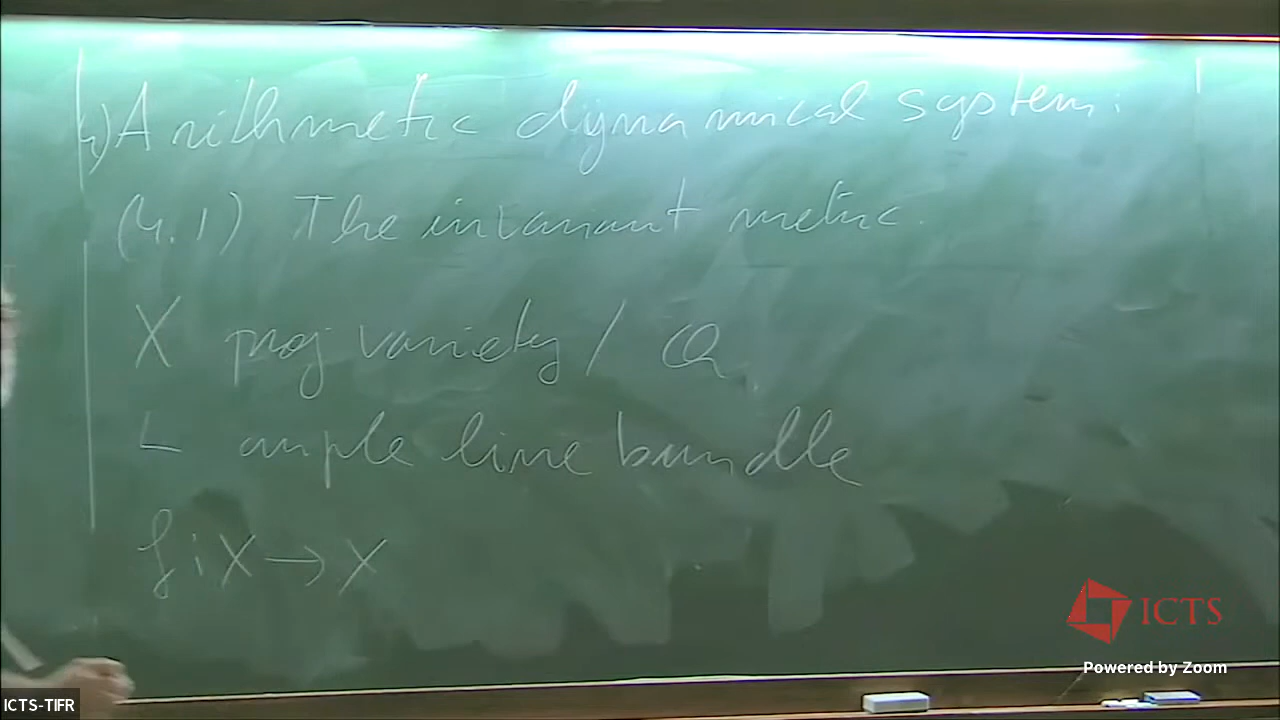 4) Arithmetic dynamical system:
(4.1) The invariant metric.
X proj variety / Q
L ample line bundle
f: X → X
ICTS
Powered by Zoom
ICTS-TIFR